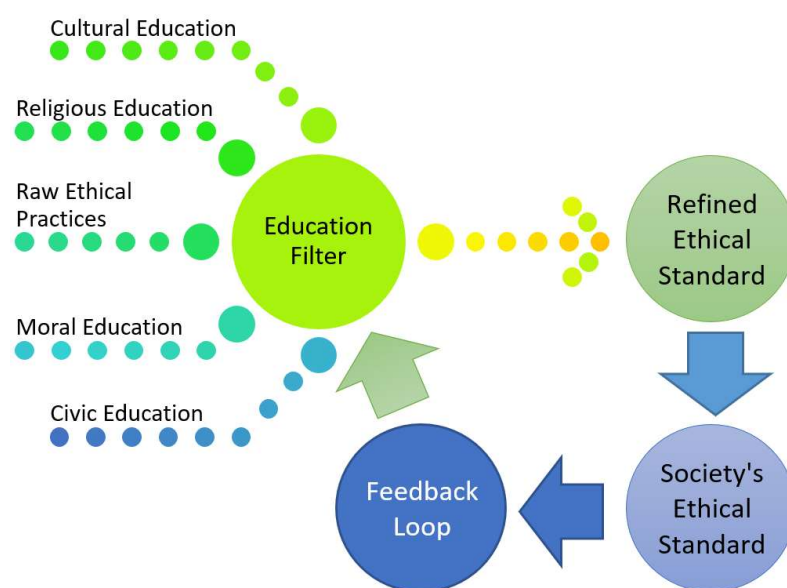 Cultural Education
Religious Education
Raw Ethical
Practices
Moral Education
Civic Education
Education
Filter
Refined
Ethical
Standard
Society's
Ethical
Standard
Feedback
Loop